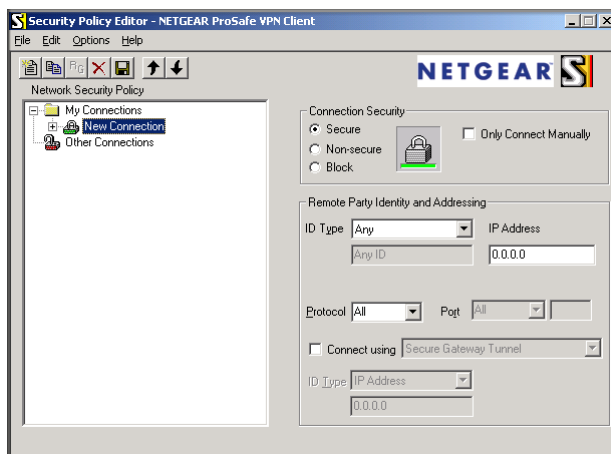 Security Policy Editor - NETGEAR ProSafe VPN Client
File Edit Options Help
NETGEAR S
Network Security Policy
My Connections
New Connection
Other Connections
Connection Security
Secure
Non-secure
Block
Only Connect Manually
Remote Party Identity and Addressing
ID Type Any IP Address
Any ID 0.0.0.0
Protocol All Port All
Connect using Secure Gateway Tunnel
ID Type IP Address
0.0.0.0